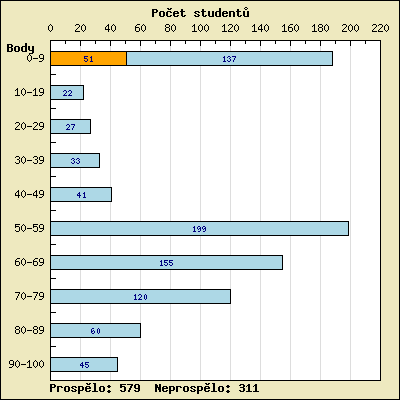 Počet studentů
0 20 40 60 80 100 120 140 160 180 200 220
Body
0-9 51 137
10-19 22
20-29 27
30-39 33
40-49 41
50-59 199
60-69 155
70-79 120
80-89 60
90-100 45
Prospělo: 579 Neprospělo: 311